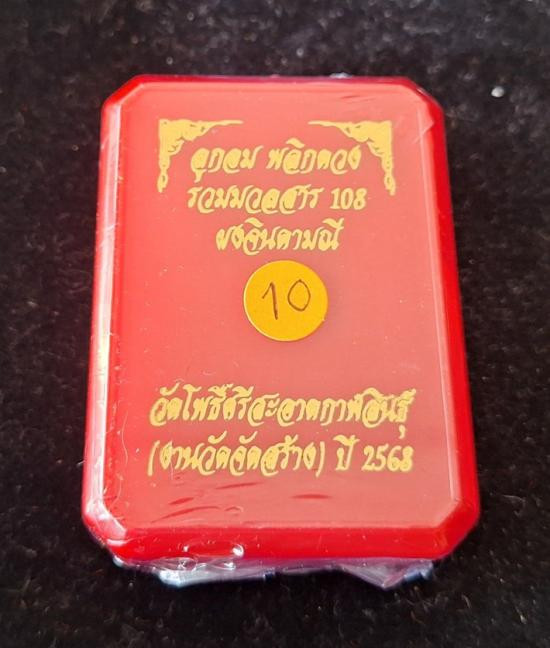 ลูกอม พลิกดวง
รวมมวลสาร 108
ผงจินดามณี
10
วัดโพธิ์ศรีสะอาดกาฬสินธุ์
(งานวัดจัดสร้าง) ปี 2568